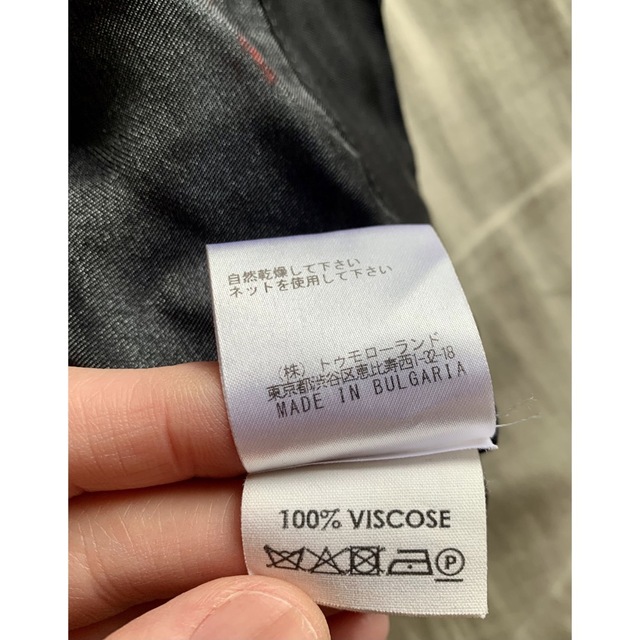 自然乾燥して下さい
ネットを使用して下さい
(株)トゥモローランド
東京都渋谷区恵比寿西1-32-18
MADE IN BULGARIA
100% VISCOSE
P